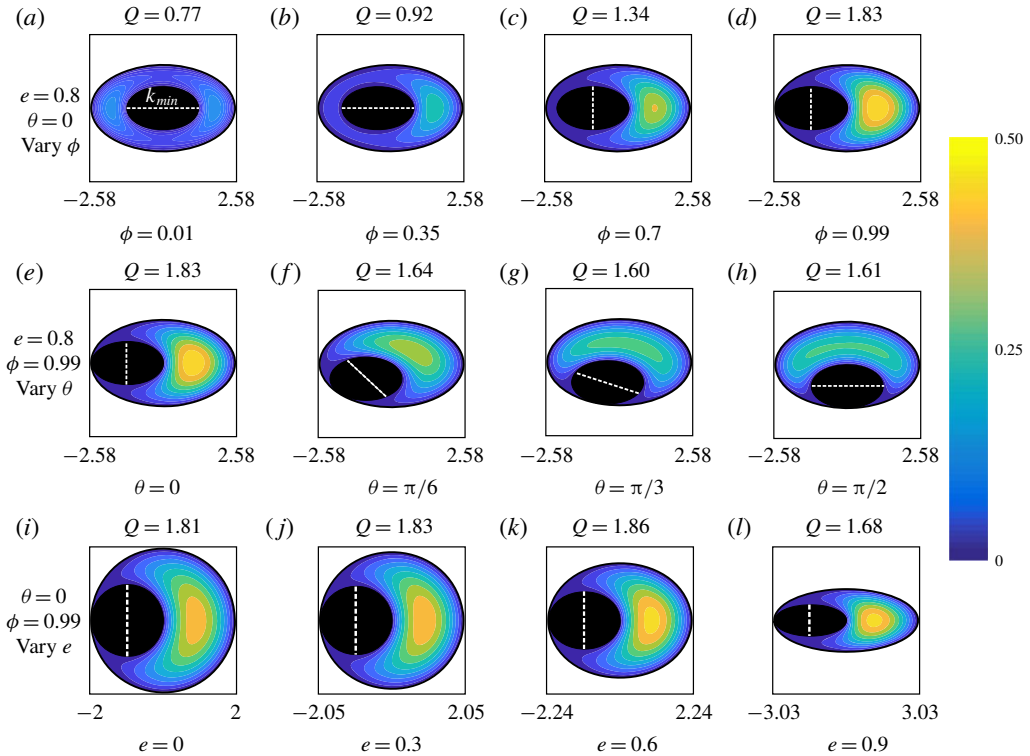 (a) Q = 0.77 (b) Q = 0.92 (c) Q = 1.34 (d) Q = 1.83
e = 0.8
θ = 0
Vary ϕ
k_min
−2.58 2.58 −2.58 2.58 −2.58 2.58 −2.58 2.58
ϕ = 0.01 ϕ = 0.35 ϕ = 0.7 ϕ = 0.99
0.50
0.25
0
(e) Q = 1.83 (f) Q = 1.64 (g) Q = 1.60 (h) Q = 1.61
e = 0.8
ϕ = 0.99
Vary θ
−2.58 2.58 −2.58 2.58 −2.58 2.58 −2.58 2.58
θ = 0 θ = π/6 θ = π/3 θ = π/2
(i) Q = 1.81 (j) Q = 1.83 (k) Q = 1.86 (l) Q = 1.68
θ = 0
ϕ = 0.99
Vary e
−2 2 −2.05 2.05 −2.24 2.24 −3.03 3.03
e = 0 e = 0.3 e = 0.6 e = 0.9